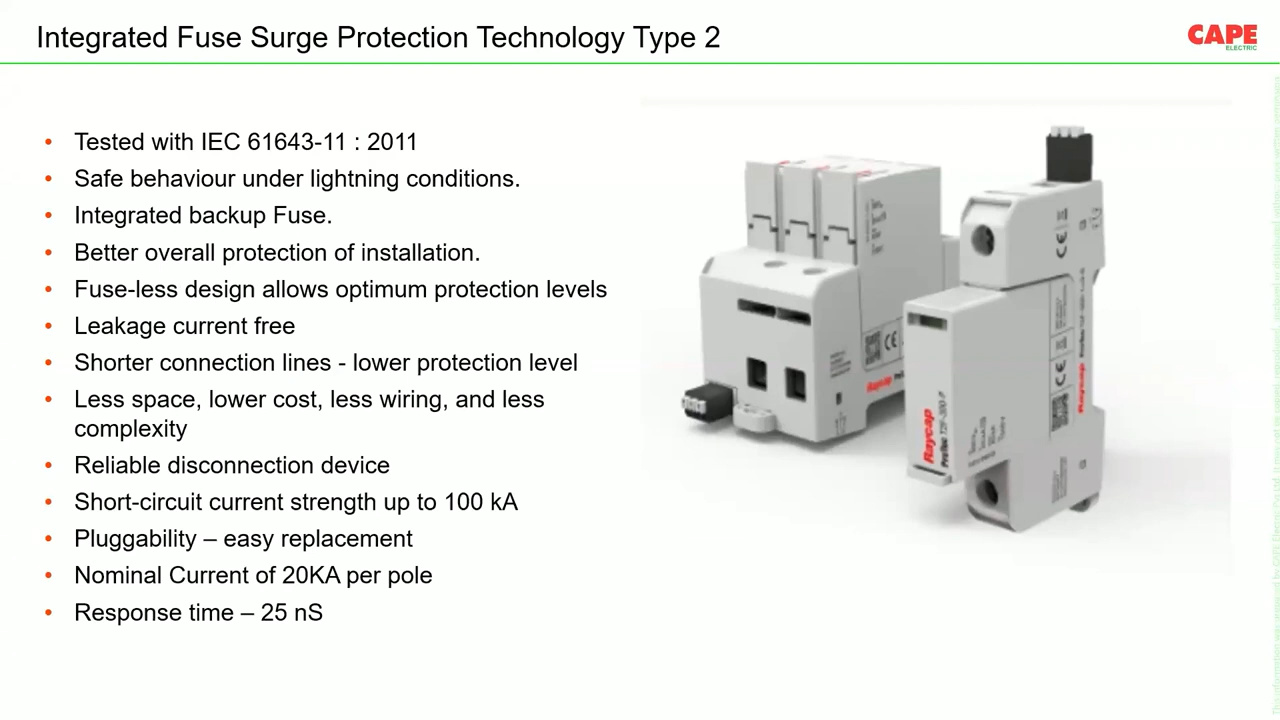 Integrated Fuse Surge Protection Technology Type 2
CAPE
ELECTRIC
• Tested with IEC 61643-11 : 2011
• Safe behaviour under lightning conditions.
• Integrated backup Fuse.
• Better overall protection of installation.
• Fuse-less design allows optimum protection levels
• Leakage current free
• Shorter connection lines - lower protection level
• Less space, lower cost, less wiring, and less
complexity
• Reliable disconnection device
• Short-circuit current strength up to 100 kA
• Pluggability – easy replacement
• Nominal Current of 20KA per pole
• Response time – 25 nS
Raycap
Raycap
ProTec T2F-300
Raycap